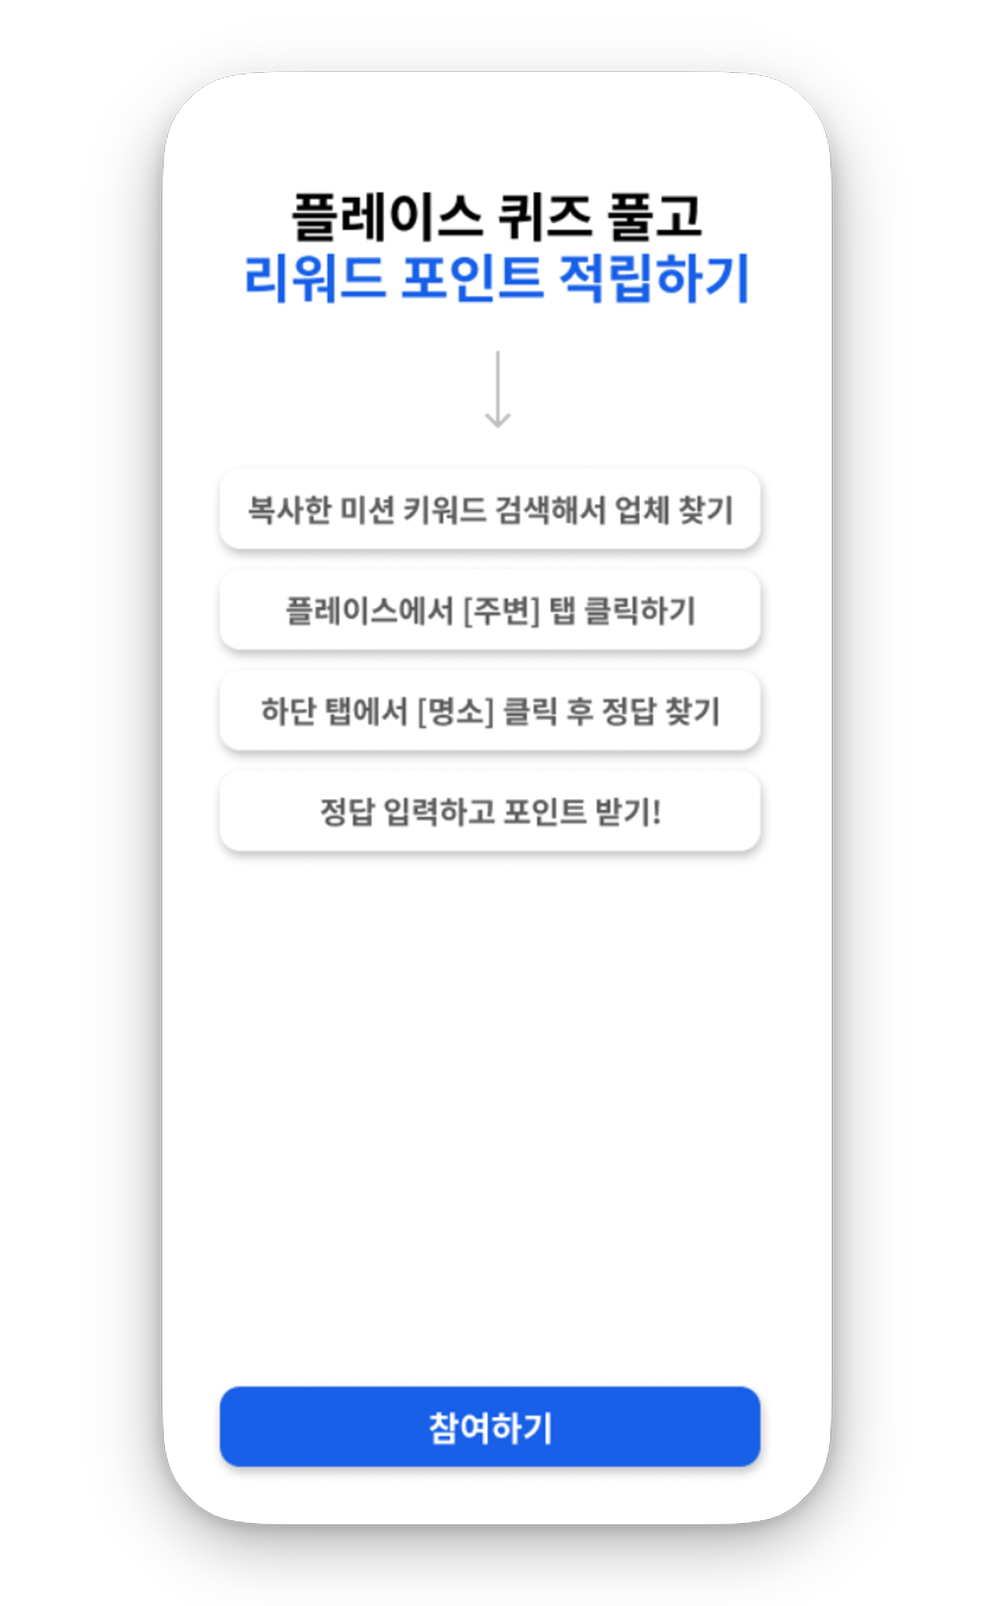 플레이스 퀴즈 풀고
리워드 포인트 적립하기
복사한 미션 키워드 검색해서 업체 찾기
플레이스에서 [주변] 탭 클릭하기
하단 탭에서 [명소] 클릭 후 정답 찾기
정답 입력하고 포인트 받기!
참여하기